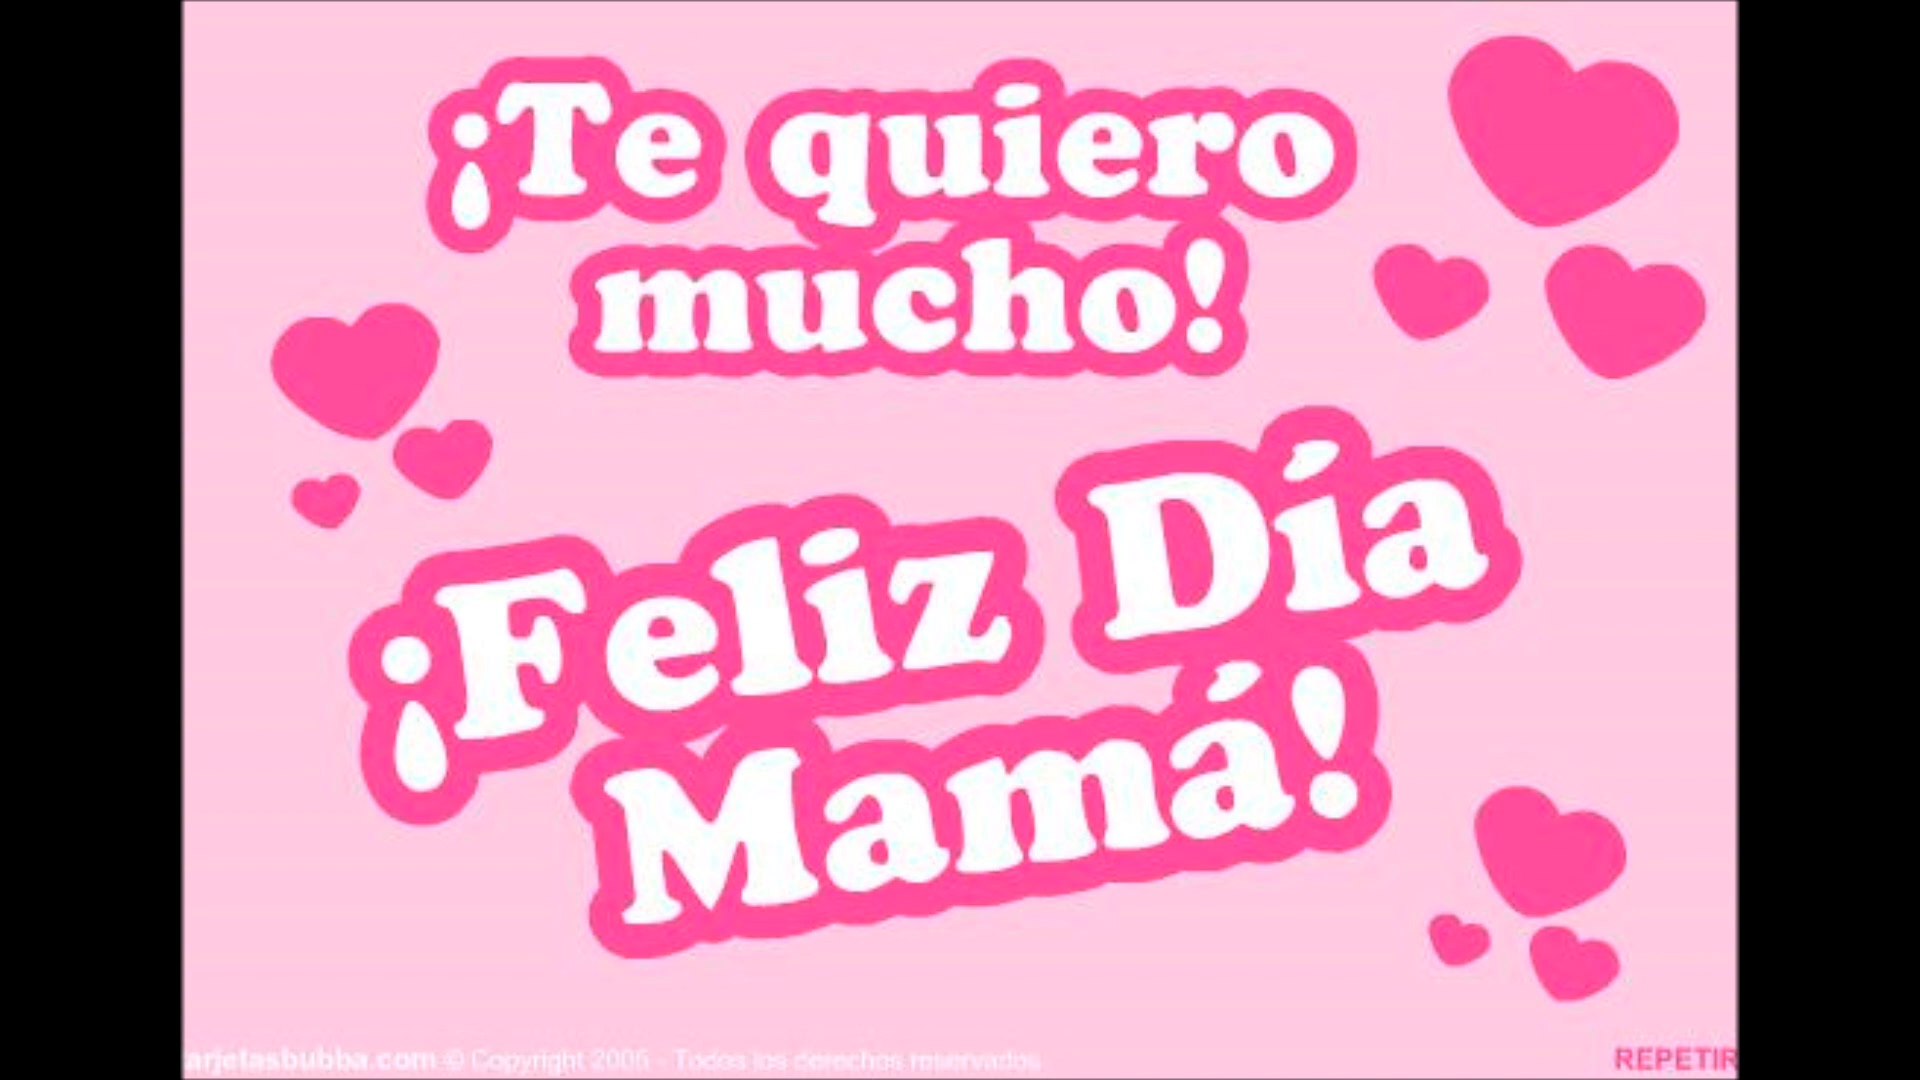 ¡Te quiero
mucho!
¡Feliz Día
Mamá!
arjetasbubba.com © Copyright 2005 - Todos los derechos reservados
REPETIR